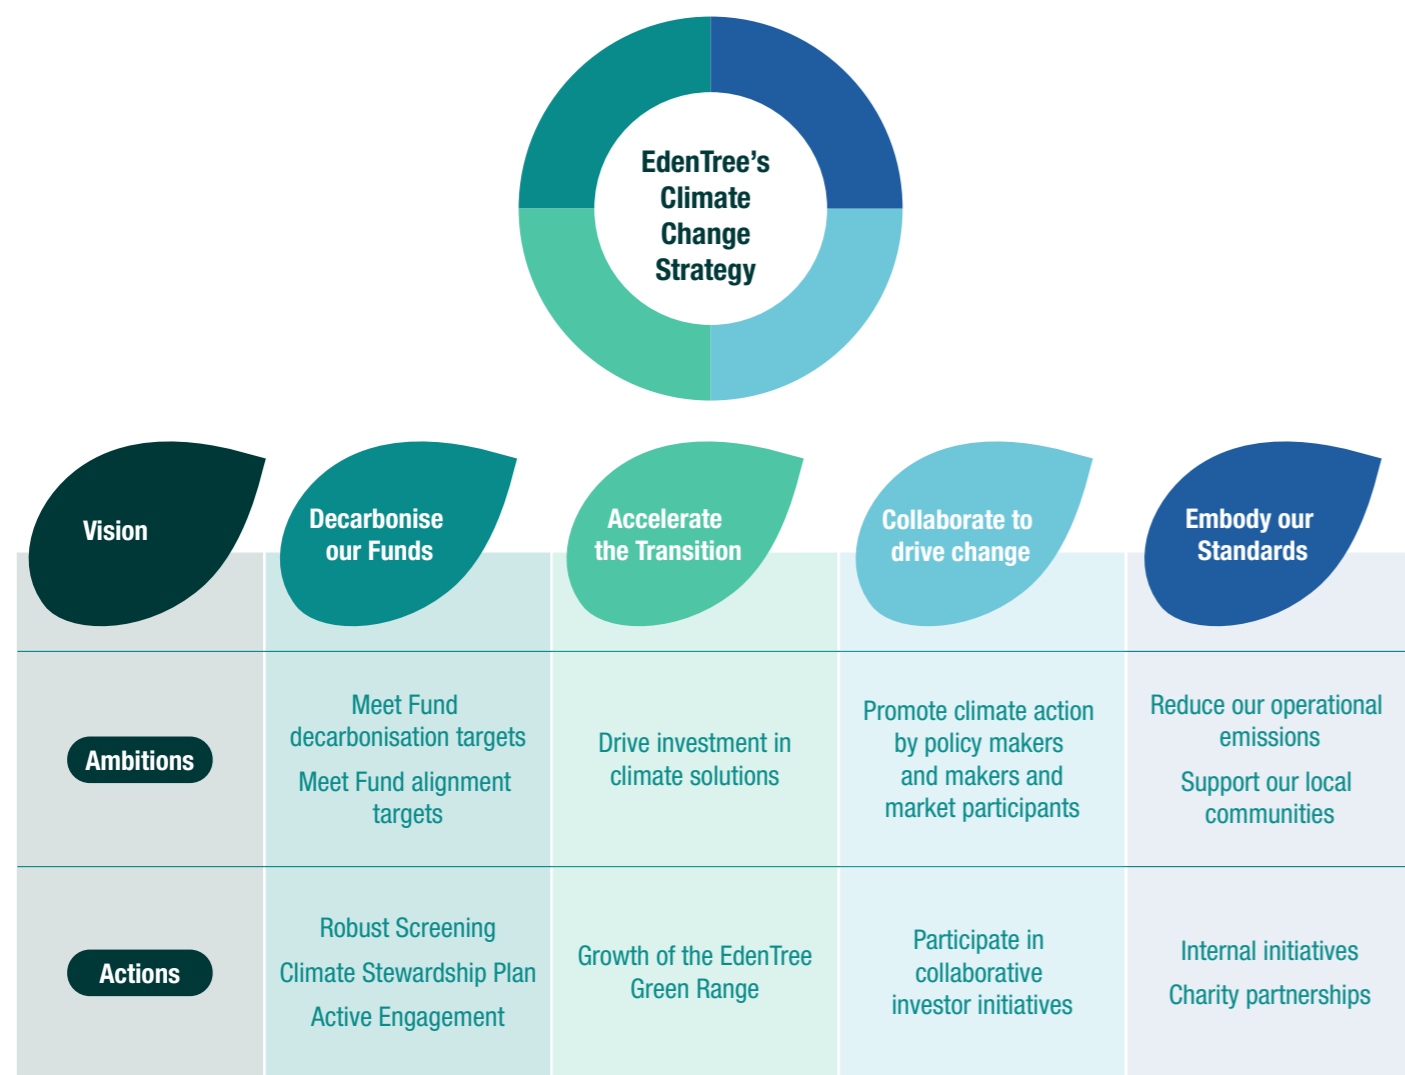 EdenTree’s
Climate
Change
Strategy
Vision
Decarbonise
our Funds
Accelerate
the Transition
Collaborate to
drive change
Embody our
Standards
Ambitions
Meet Fund
decarbonisation targets
Meet Fund alignment
targets
Drive investment in
climate solutions
Promote climate action
by policy makers
and makers and
market participants
Reduce our operational
emissions
Support our local
communities
Actions
Robust Screening
Climate Stewardship Plan
Active Engagement
Growth of the EdenTree
Green Range
Participate in
collaborative
investor initiatives
Internal initiatives
Charity partnerships